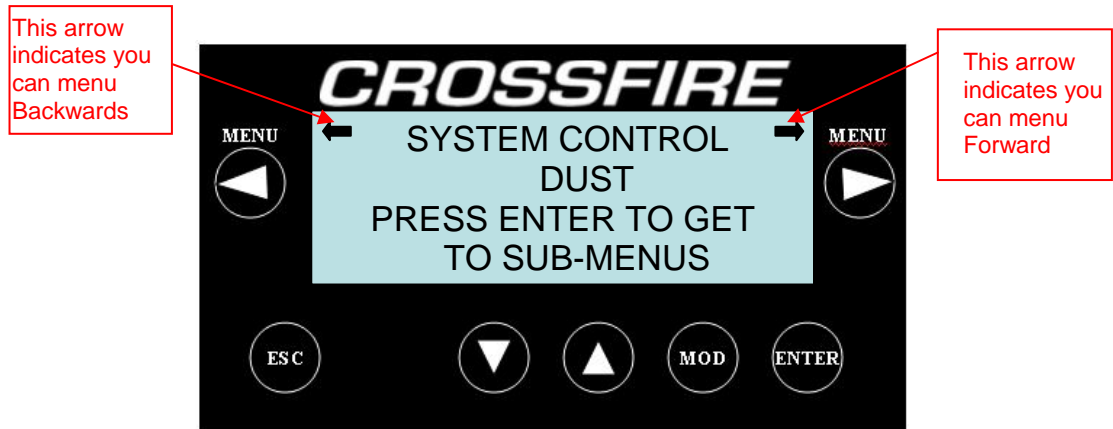 This arrow
indicates you
can menu
Backwards
CROSSFIRE
This arrow
indicates you
can menu
Forward
MENU
SYSTEM CONTROL
MENU
DUST
PRESS ENTER TO GET
TO SUB-MENUS
ESC
MOD
ENTER